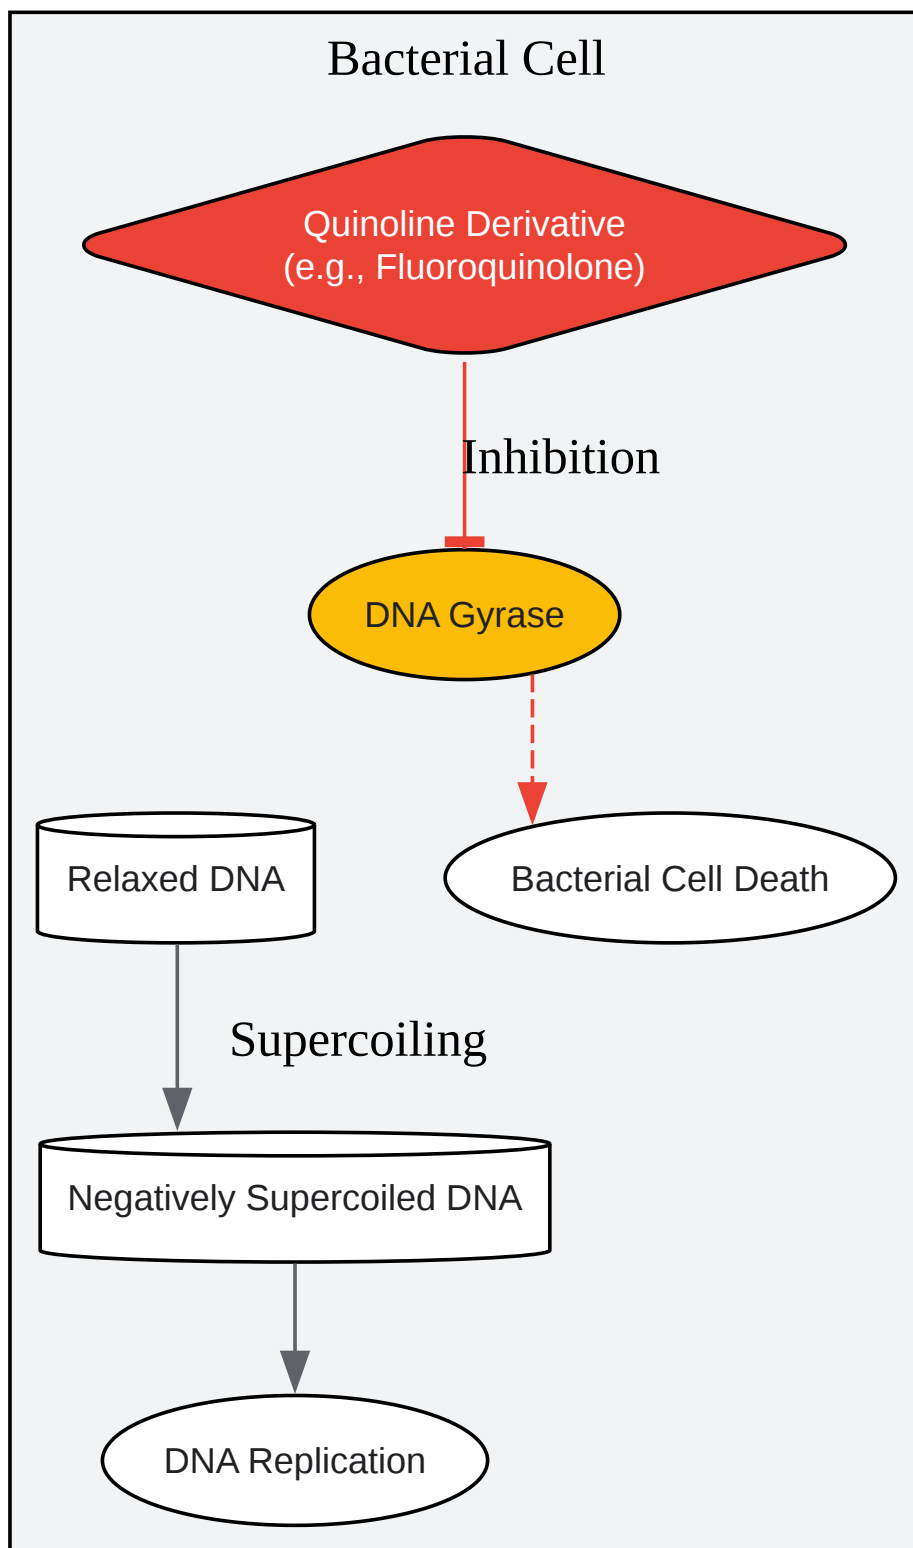 Bacterial Cell
Quinoline Derivative
(e.g., Fluoroquinolone)
Inhibition
DNA Gyrase
Relaxed DNA
Bacterial Cell Death
Supercoiling
Negatively Supercoiled DNA
DNA Replication